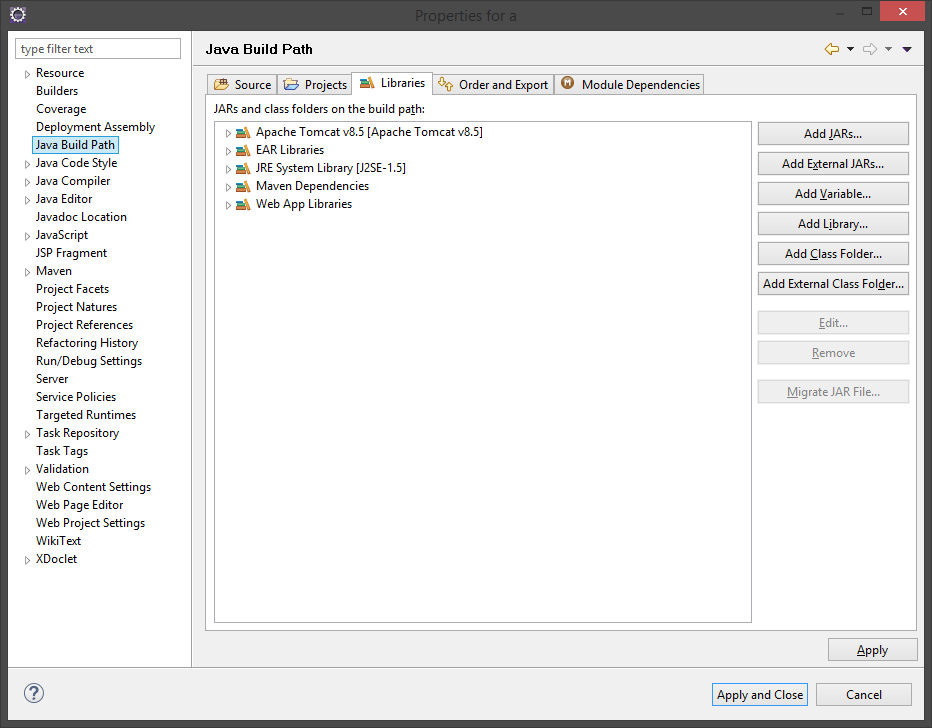 Properties for a
type filter text
Resource
Builders
Coverage
Deployment Assembly
Java Build Path
Java Code Style
Java Compiler
Java Editor
Javadoc Location
JavaScript
JSP Fragment
Maven
Project Facets
Project Natures
Project References
Refactoring History
Run/Debug Settings
Server
Service Policies
Targeted Runtimes
Task Repository
Task Tags
Validation
Web Content Settings
Web Page Editor
Web Project Settings
WikiText
XDoclet
Java Build Path
Source Projects Libraries Order and Export M Module Dependencies
JARs and class folders on the build path:
Apache Tomcat v8.5 [Apache Tomcat v8.5]
EAR Libraries
JRE System Library [J2SE-1.5]
Maven Dependencies
Web App Libraries
Add JARs...
Add External JARs...
Add Variable...
Add Library...
Add Class Folder...
Add External Class Folder...
Edit...
Remove
Migrate JAR File...
Apply
? Apply and Close Cancel